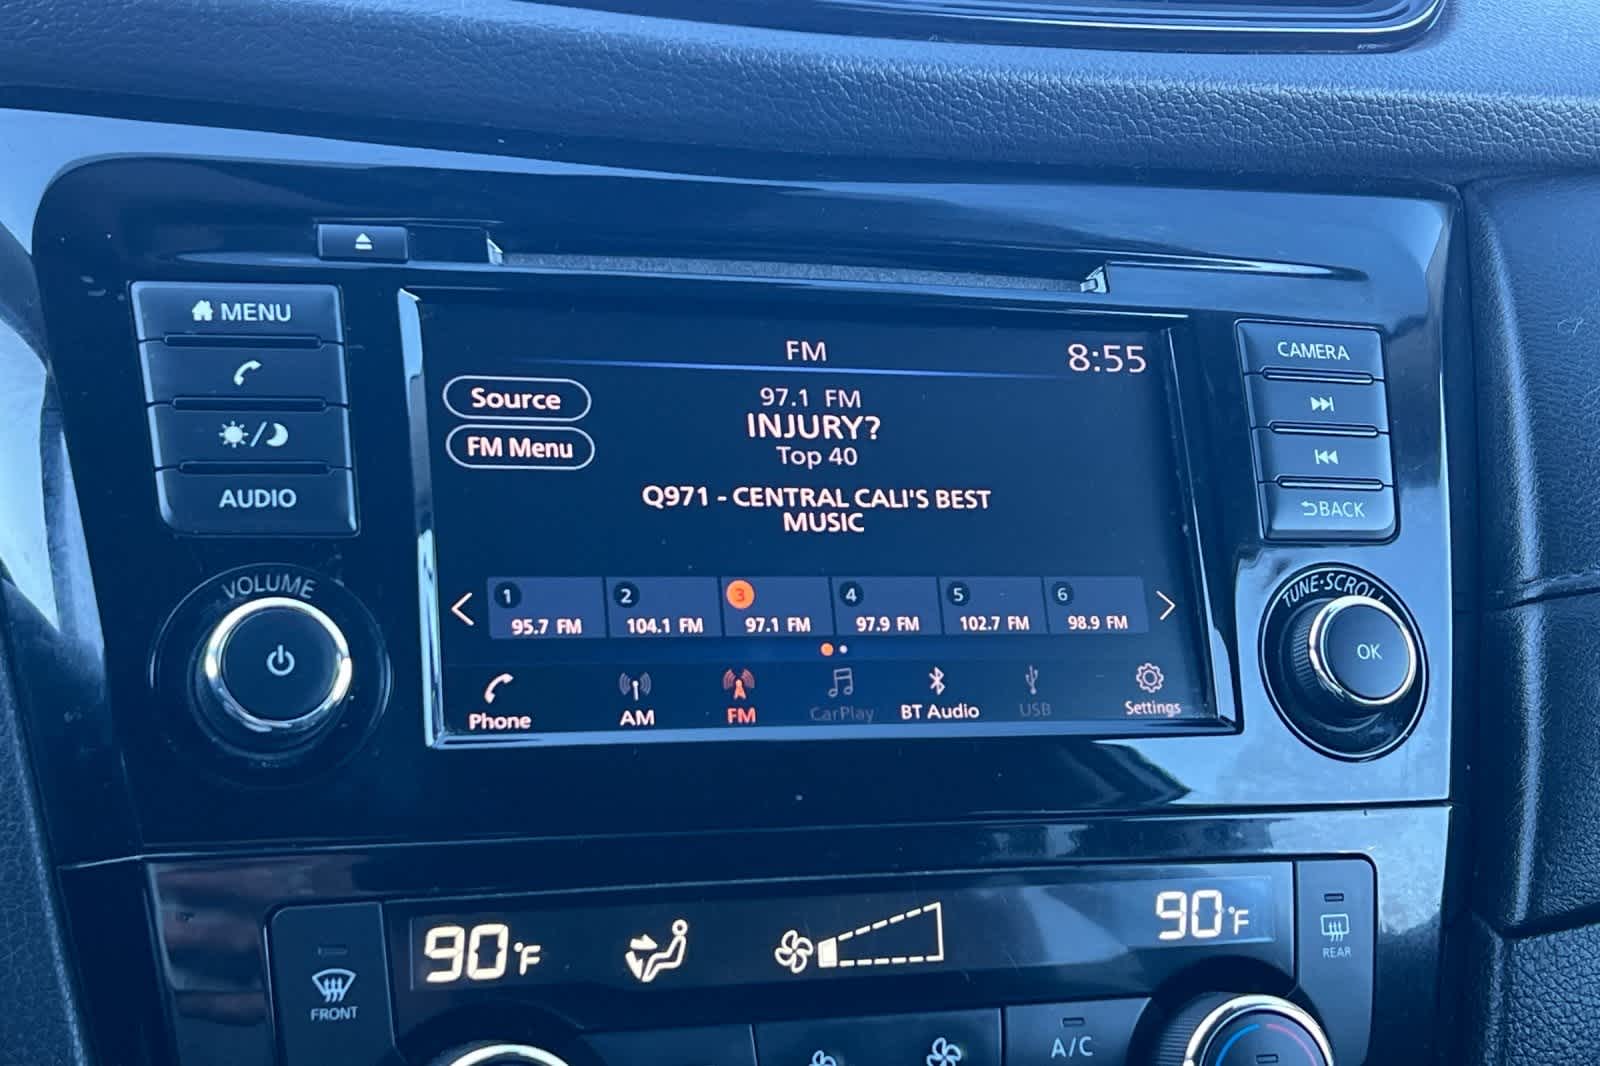 MENU
AUDIO
VOLUME
FM
8:55
Source
FM Menu
97.1 FM
INJURY?
Top 40
Q971 - CENTRAL CALI'S BEST
MUSIC
1
95.7 FM
2
104.1 FM
3
97.1 FM
4
97.9 FM
5
102.7 FM
6
98.9 FM
Phone
AM
FM
CarPlay
BT Audio
USB
Settings
CAMERA
BACK
TUNE·SCROLL
OK
FRONT
90°F
90°F
REAR
A/C